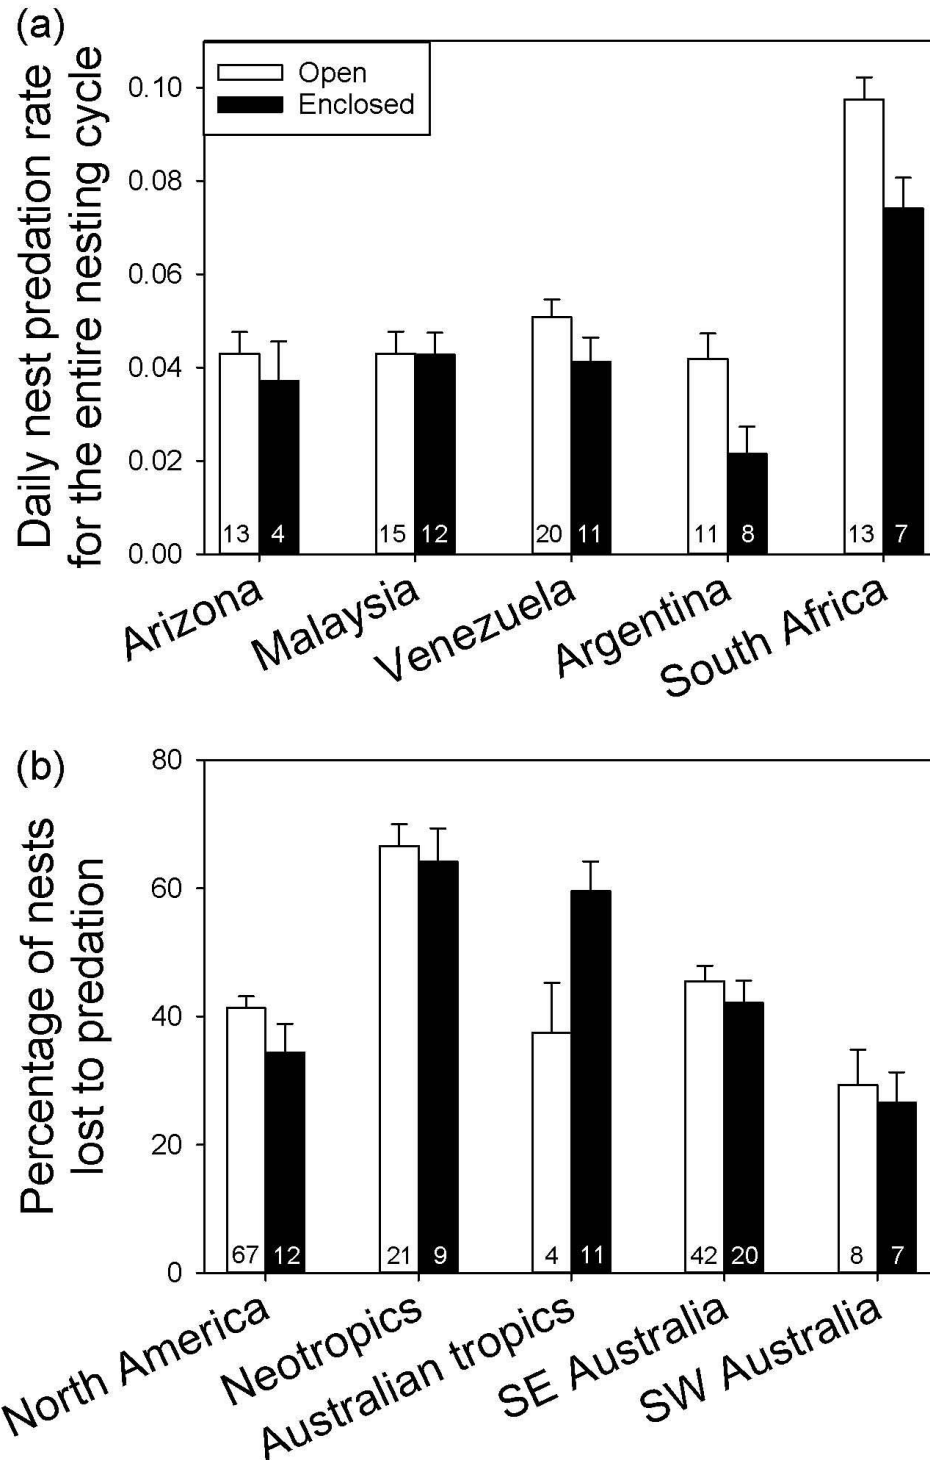 (a)
Daily nest predation rate
for the entire nesting cycle
Open
Enclosed
0.10
0.08
0.06
0.04
0.02
0.00
13 4 15 12 20 11 11 8 13 7
Arizona
Malaysia
Venezuela
Argentina
South Africa
(b)
Percentage of nests
lost to predation
80
60
40
20
0
67 12 21 9 4 11 42 20 8 7
North America
Neotropics
Australian tropics
SE Australia
SW Australia